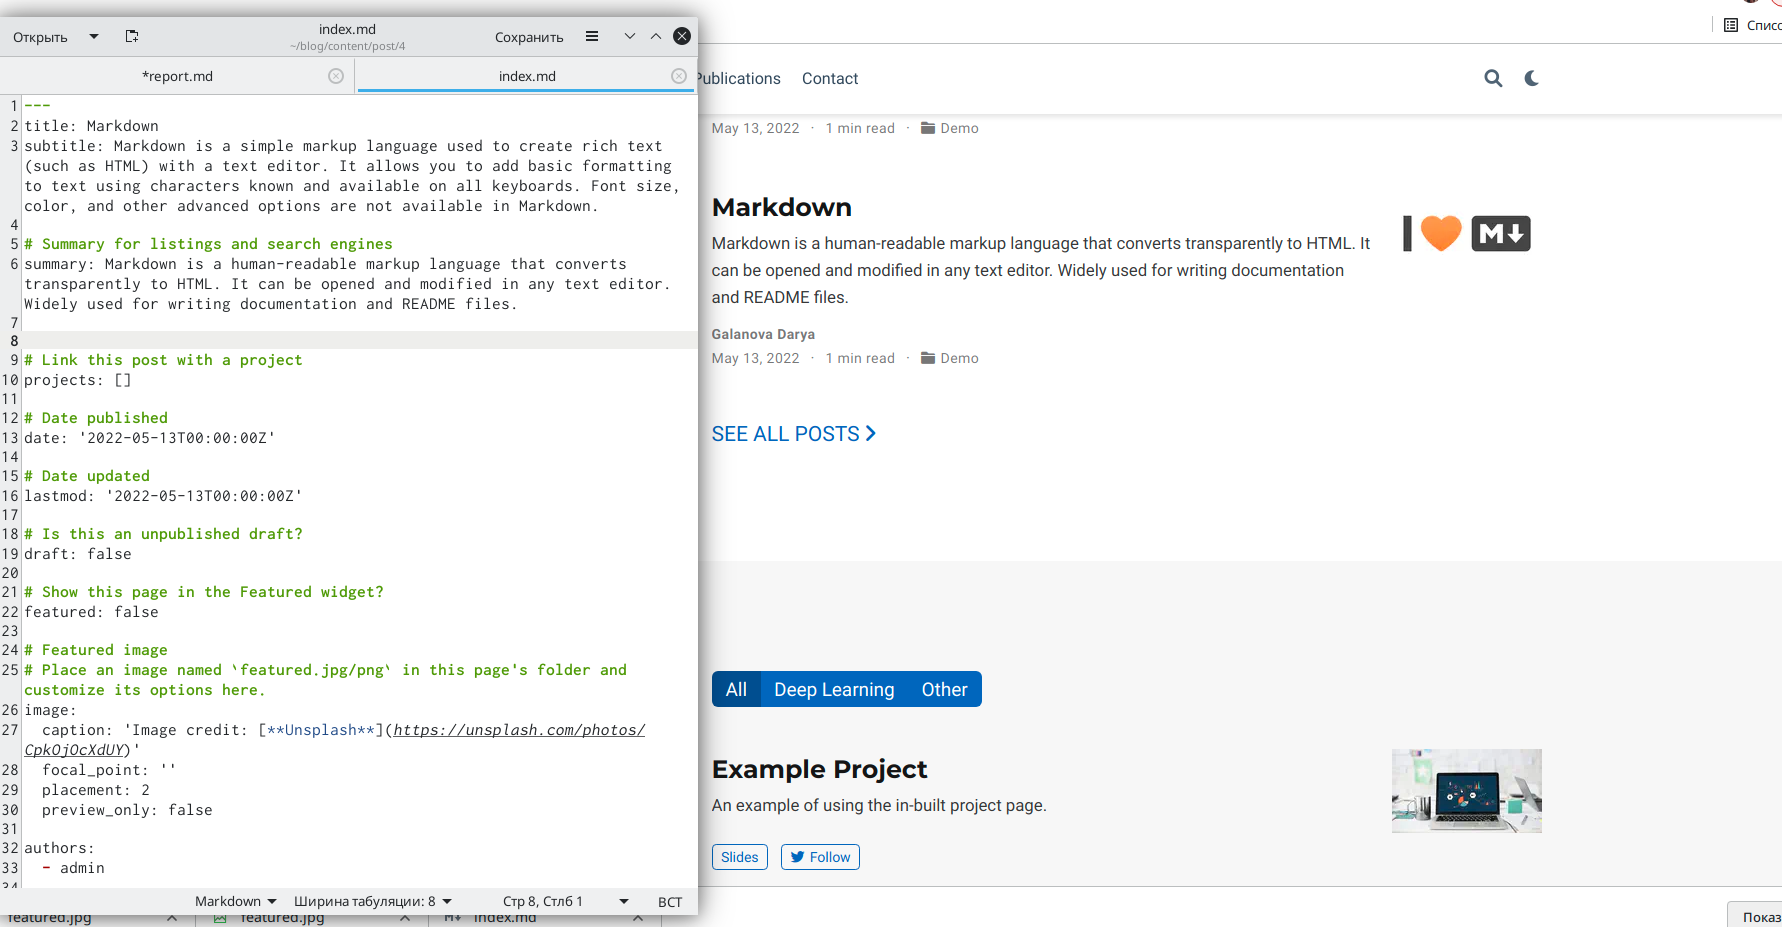 Открыть
index.md
~/blog/content/post/4
Сохранить
*report.md
index.md
1 ---
2 title: Markdown
3 subtitle: Markdown is a simple markup language used to create rich text
(such as HTML) with a text editor. It allows you to add basic formatting
to text using characters known and available on all keyboards. Font size,
color, and other advanced options are not available in Markdown.
4
5 # Summary for listings and search engines
6 summary: Markdown is a human-readable markup language that converts
transparently to HTML. It can be opened and modified in any text editor.
Widely used for writing documentation and README files.
7
8
9 # Link this post with a project
10 projects: []
11
12 # Date published
13 date: '2022-05-13T00:00:00Z'
14
15 # Date updated
16 lastmod: '2022-05-13T00:00:00Z'
17
18 # Is this an unpublished draft?
19 draft: false
20
21 # Show this page in the Featured widget?
22 featured: false
23
24 # Featured image
25 # Place an image named `featured.jpg/png` in this page's folder and
customize its options here.
26 image:
27 caption: 'Image credit: [**Unsplash**](https://unsplash.com/photos/
CpkOjOcXdUY)'
28 focal_point: ''
29 placement: 2
30 preview_only: false
31
32 authors:
33 - admin
34
Markdown Ширина табуляции: 8 Стр 8, Стлб 1 ВСТ
featured.jpg featured.jpg index.md
Publications Contact
May 13, 2022 · 1 min read · Demo
Markdown
Markdown is a human-readable markup language that converts transparently to HTML. It
can be opened and modified in any text editor. Widely used for writing documentation
and README files.
I M
Galanova Darya
May 13, 2022 · 1 min read · Demo
SEE ALL POSTS
All Deep Learning Other
Example Project
An example of using the in-built project page.
Slides Follow